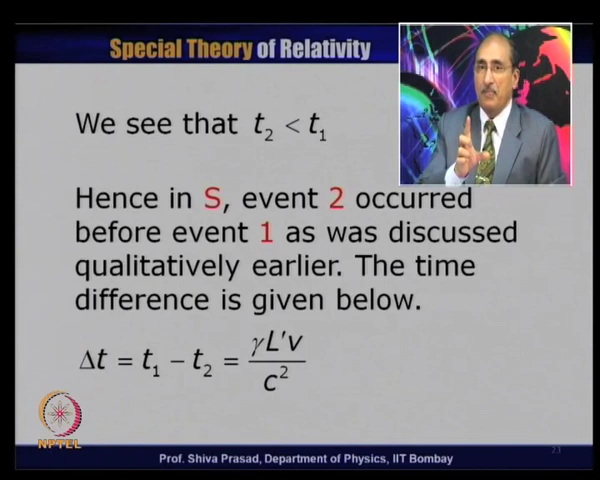 Special Theory of Relativity
We see that t₂ < t₁
Hence in S, event 2 occurred
before event 1 as was discussed
qualitatively earlier. The time
difference is given below.
Δt = t₁ − t₂ = γL′v / c²
NPTEL
23
Prof. Shiva Prasad, Department of Physics, IIT Bombay